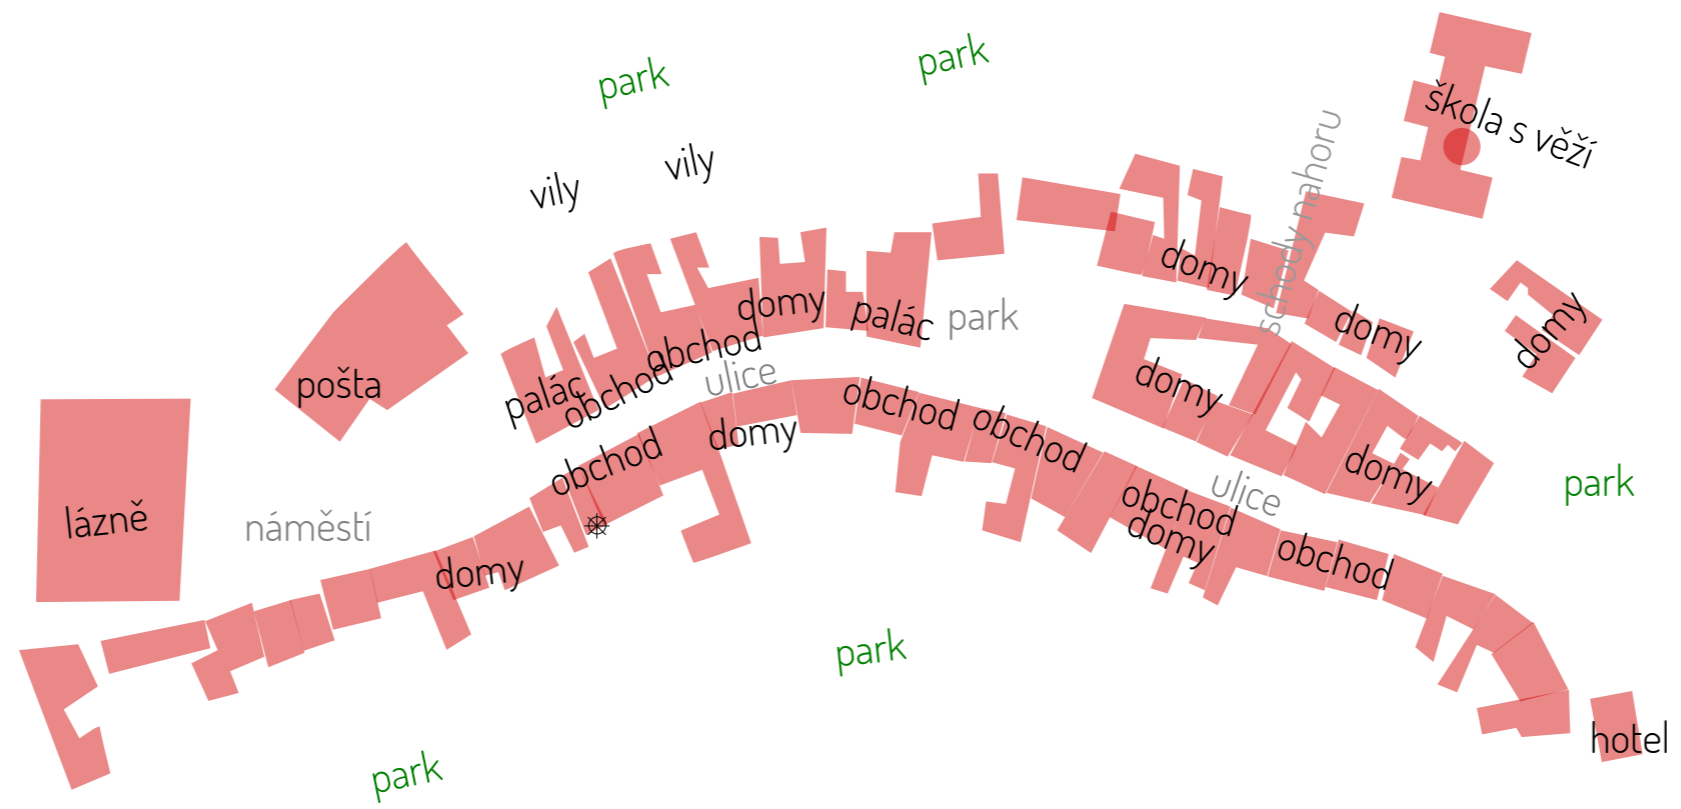 park
park
škola s věží
vily
vily
schody nahoru
domy
domy
palác
park
domy
domy
obchod
ulice
pošta
palác
obchod
domy
obchod
obchod
domy
obchod
domy
park
lázně
náměstí
ulice
obchod
domy
obchod
domy
park
hotel
park